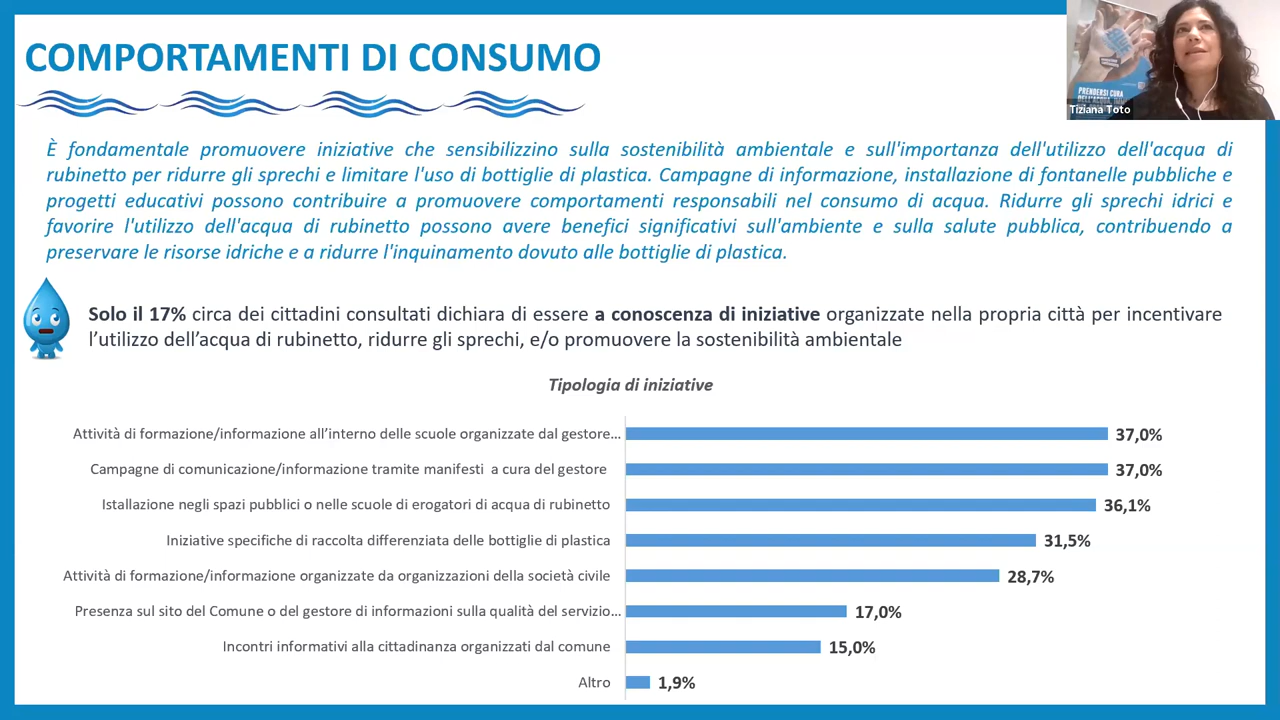 COMPORTAMENTI DI CONSUMO
PRENDERSI CURA
DELL'ACQUA,
Tiziana Toto
È fondamentale promuovere iniziative che sensibilizzino sulla sostenibilità ambientale e sull'importanza dell'utilizzo dell'acqua di
rubinetto per ridurre gli sprechi e limitare l'uso di bottiglie di plastica. Campagne di informazione, installazione di fontanelle pubbliche e
progetti educativi possono contribuire a promuovere comportamenti responsabili nel consumo di acqua. Ridurre gli sprechi idrici e
favorire l'utilizzo dell'acqua di rubinetto possono avere benefici significativi sull'ambiente e sulla salute pubblica, contribuendo a
preservare le risorse idriche e a ridurre l'inquinamento dovuto alle bottiglie di plastica.
Solo il 17% circa dei cittadini consultati dichiara di essere a conoscenza di iniziative organizzate nella propria città per incentivare
l’utilizzo dell’acqua di rubinetto, ridurre gli sprechi, e/o promuovere la sostenibilità ambientale
Tipologia di iniziative
Attività di formazione/informazione all’interno delle scuole organizzate dal gestore… 37,0%
Campagne di comunicazione/informazione tramite manifesti a cura del gestore 37,0%
Istallazione negli spazi pubblici o nelle scuole di erogatori di acqua di rubinetto 36,1%
Iniziative specifiche di raccolta differenziata delle bottiglie di plastica 31,5%
Attività di formazione/informazione organizzate da organizzazioni della società civile 28,7%
Presenza sul sito del Comune o del gestore di informazioni sulla qualità del servizio… 17,0%
Incontri informativi alla cittadinanza organizzati dal comune 15,0%
Altro 1,9%